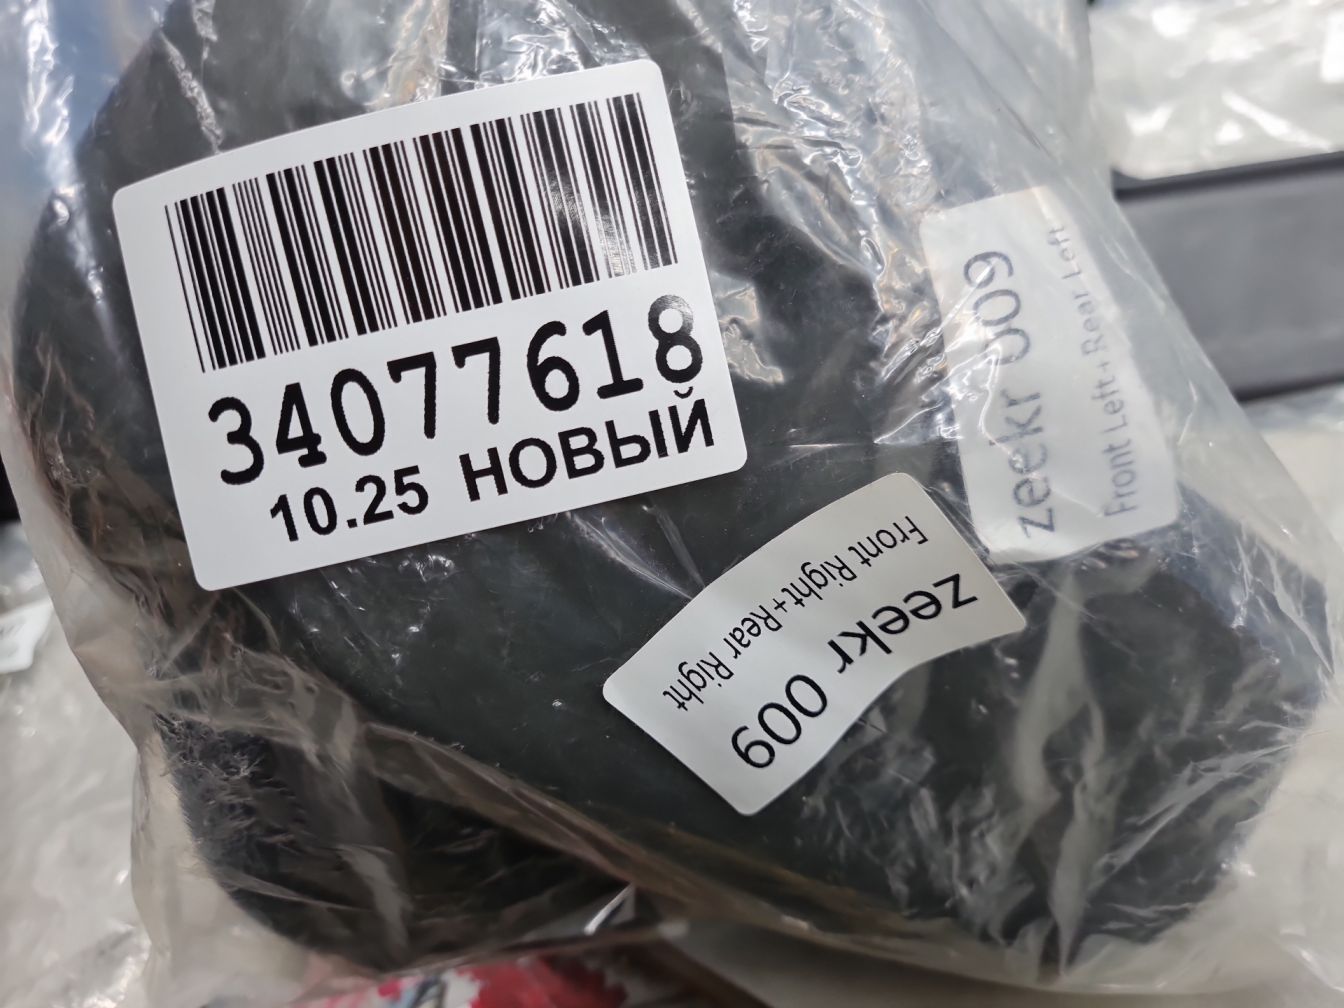 34077618
10.25 НОВЫЙ
zeekr 009
Front Left+Rear Left
zeekr 009
Front Right+Rear Right